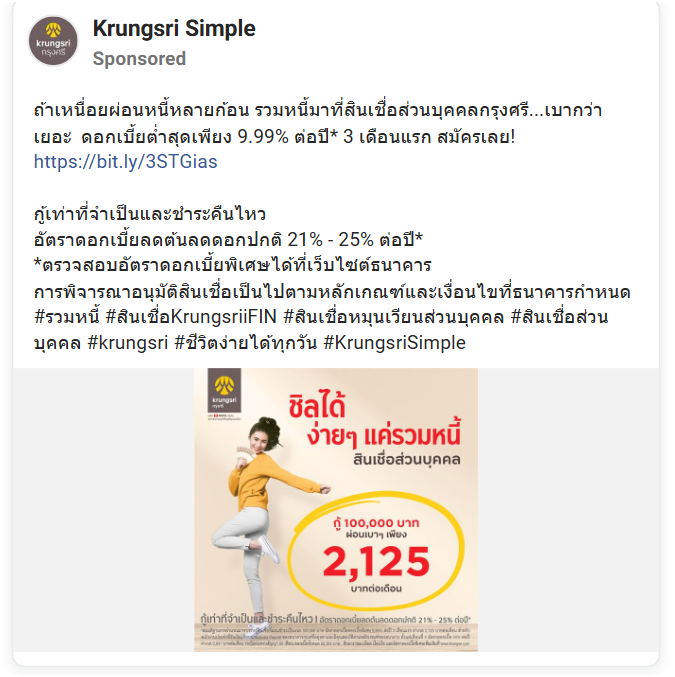 Krungsri Simple
Sponsored
krungsri
กรุงศรี
ถ้าเหนื่อยผ่อนหนี้หลายก้อน รวมหนี้มาที่สินเชื่อส่วนบุคคลกรุงศรี...เบากว่า
เยอะ ดอกเบี้ยต่ำสุดเพียง 9.99% ต่อปี* 3 เดือนแรก สมัครเลย!
https://bit.ly/3STGias
กู้เท่าที่จำเป็นและชำระคืนไหว
อัตราดอกเบี้ยลดต้นลดดอกปกติ 21% - 25% ต่อปี*
*ตรวจสอบอัตราดอกเบี้ยพิเศษได้ที่เว็บไซต์ธนาคาร
การพิจารณาอนุมัติสินเชื่อเป็นไปตามหลักเกณฑ์และเงื่อนไขที่ธนาคารกำหนด
#รวมหนี้ #สินเชื่อKrungsriiFIN #สินเชื่อหมุนเวียนส่วนบุคคล #สินเชื่อส่วน
บุคคล #krungsri #ชีวิตง่ายได้ทุกวัน #KrungsriSimple
krungsri
กรุงศรี
ชิลได้
ง่ายๆ แค่รวมหนี้
สินเชื่อส่วนบุคคล
กู้ 100,000 บาท
ผ่อนเบาๆ เพียง
2,125
บาทต่อเดือน
กู้เท่าที่จำเป็นและชำระคืนไหว l อัตราดอกเบี้ยลดต้นลดดอกปกติ 21% - 25% ต่อปี*